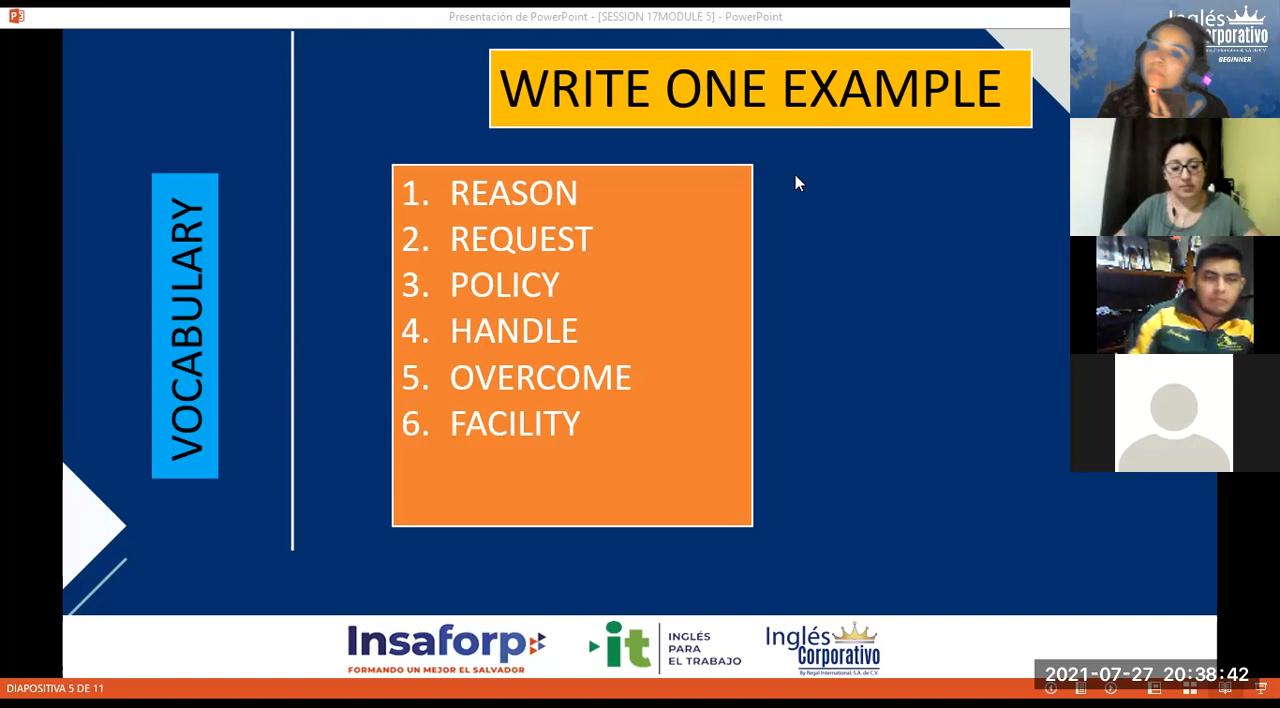 Presentación de PowerPoint - [SESSION 17MODULE 5] - PowerPoint
Inglés
Corporativo
BEGINNER
WRITE ONE EXAMPLE
VOCABULARY
1. REASON
2. REQUEST
3. POLICY
4. HANDLE
5. OVERCOME
6. FACILITY
Insaforp
FORMANDO UN MEJOR EL SALVADOR
it
INGLÉS
PARA
EL TRABAJO
Inglés
Corporativo
By Regal International, S.A. de C.V.
2021-07-27 20:38:42
DIAPOSITIVA 5 DE 11